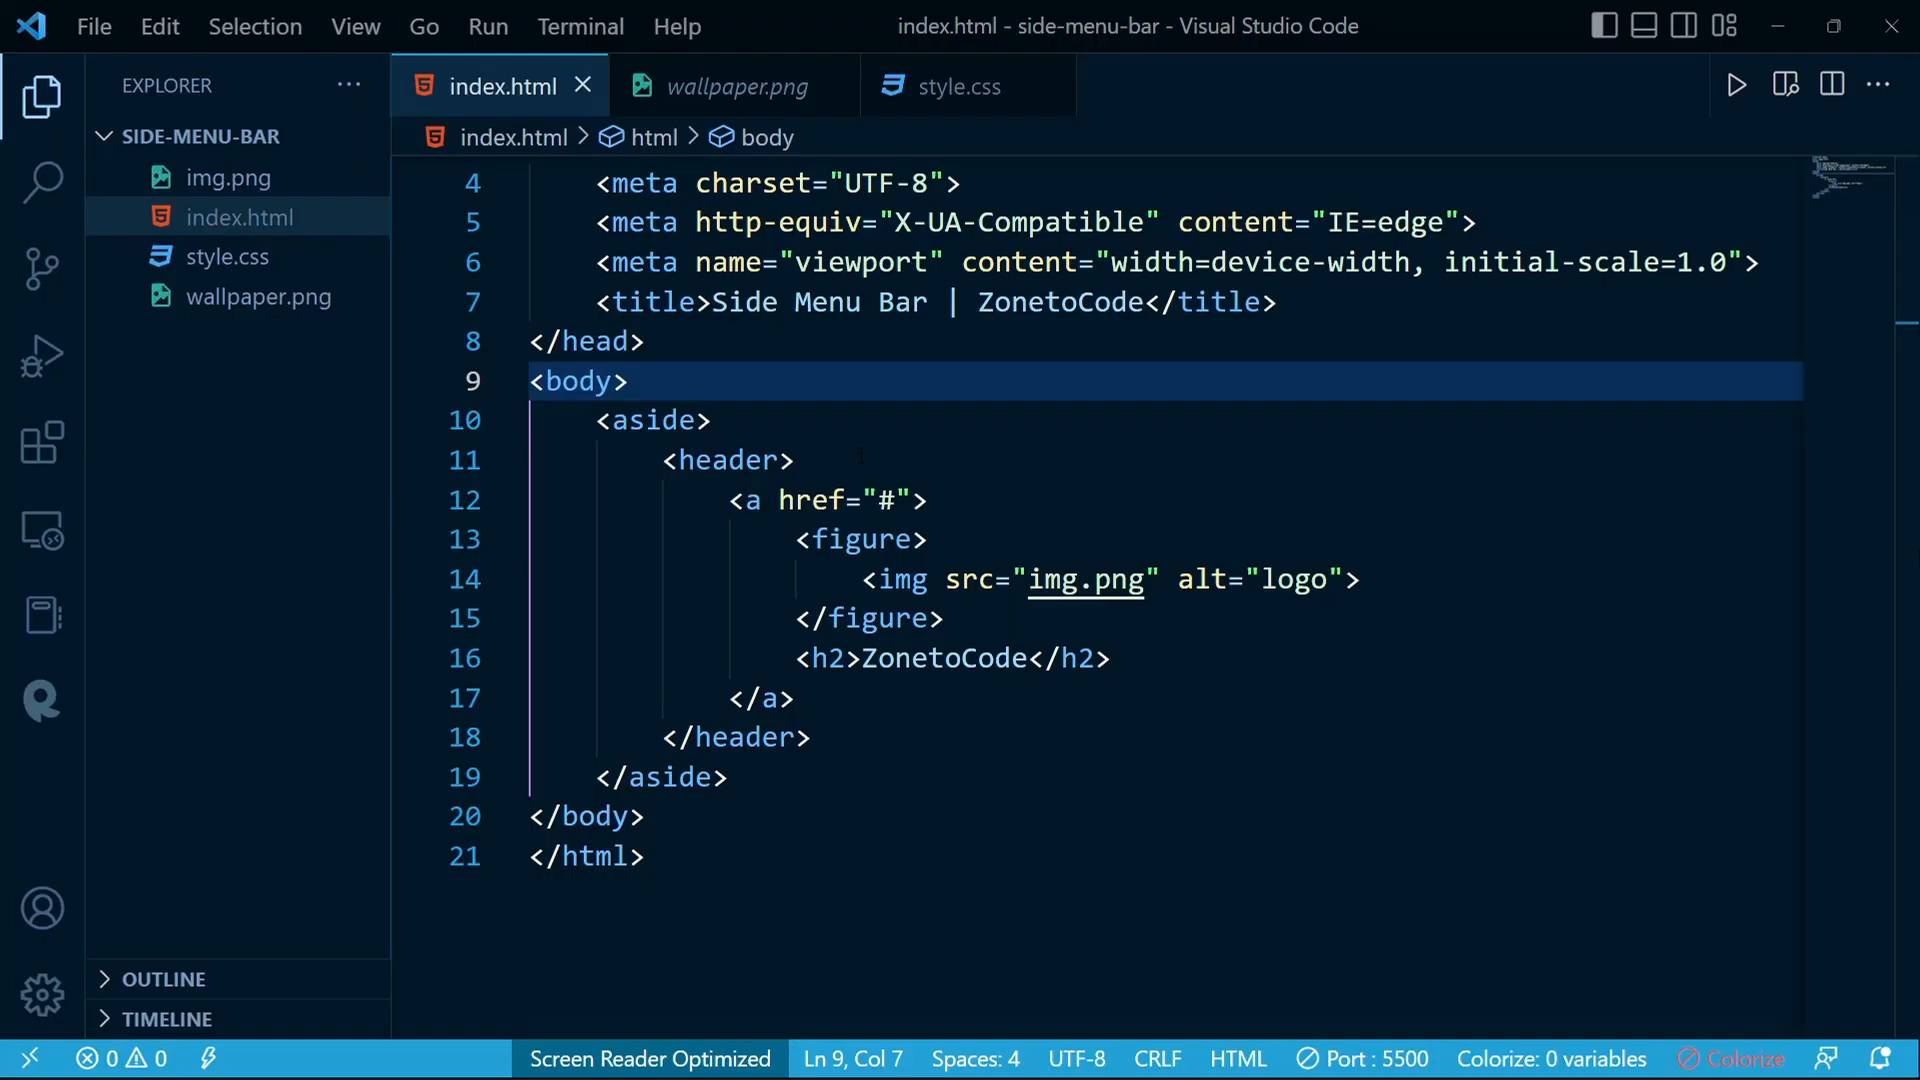 File Edit Selection View Go Run Terminal Help index.html - side-menu-bar - Visual Studio Code
EXPLORER
SIDE-MENU-BAR
img.png
index.html
style.css
wallpaper.png
OUTLINE
TIMELINE
index.html wallpaper.png style.css
index.html > html > body
4 <meta charset="UTF-8">
5 <meta http-equiv="X-UA-Compatible" content="IE=edge">
6 <meta name="viewport" content="width=device-width, initial-scale=1.0">
7 <title>Side Menu Bar | ZonetoCode</title>
8 </head>
9 <body>
10 <aside>
11 <header>
12 <a href="#">
13 <figure>
14 <img src="img.png" alt="logo">
15 </figure>
16 <h2>ZonetoCode</h2>
17 </a>
18 </header>
19 </aside>
20 </body>
21 </html>
0 0 Screen Reader Optimized Ln 9, Col 7 Spaces: 4 UTF-8 CRLF HTML Port : 5500 Colorize: 0 variables Colorize